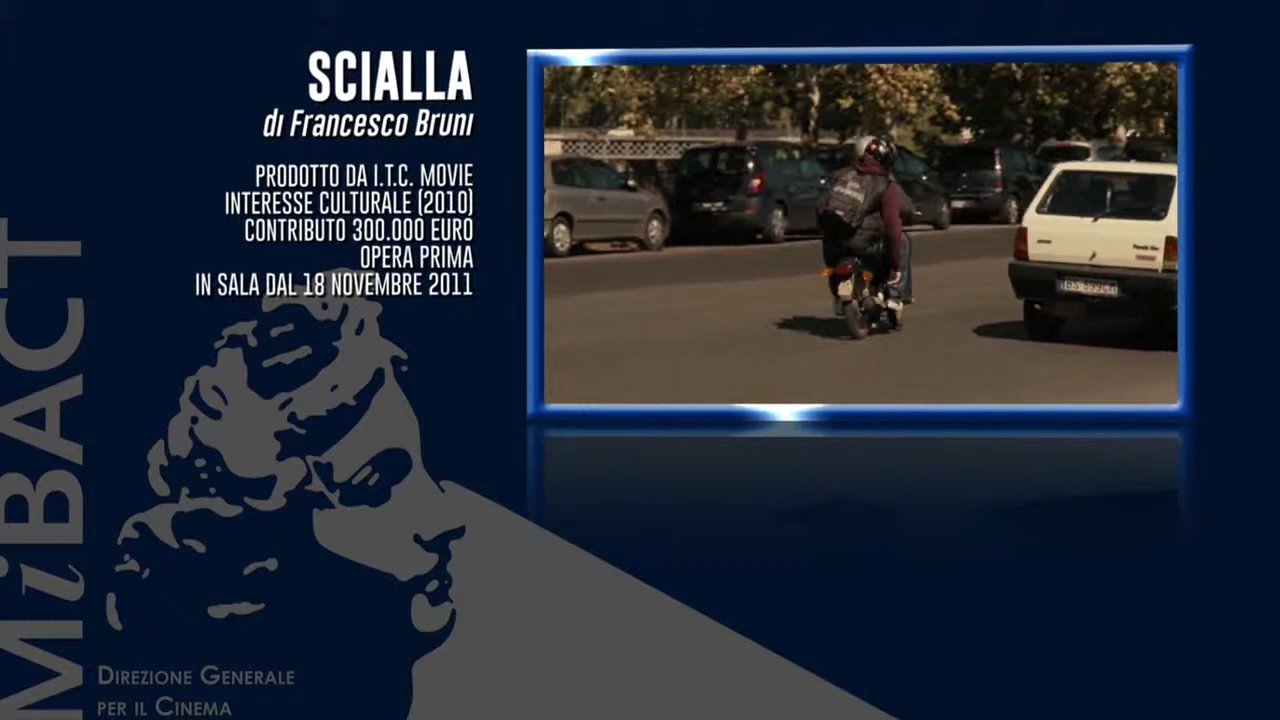 SCIALLA
di Francesco Bruni
PRODOTTO DA I.T.C. MOVIE
INTERESSE CULTURALE (2010)
CONTRIBUTO 300.000 EURO
OPERA PRIMA
IN SALA DAL 18 NOVEMBRE 2011
MiBACT
DIREZIONE GENERALE
PER IL CINEMA